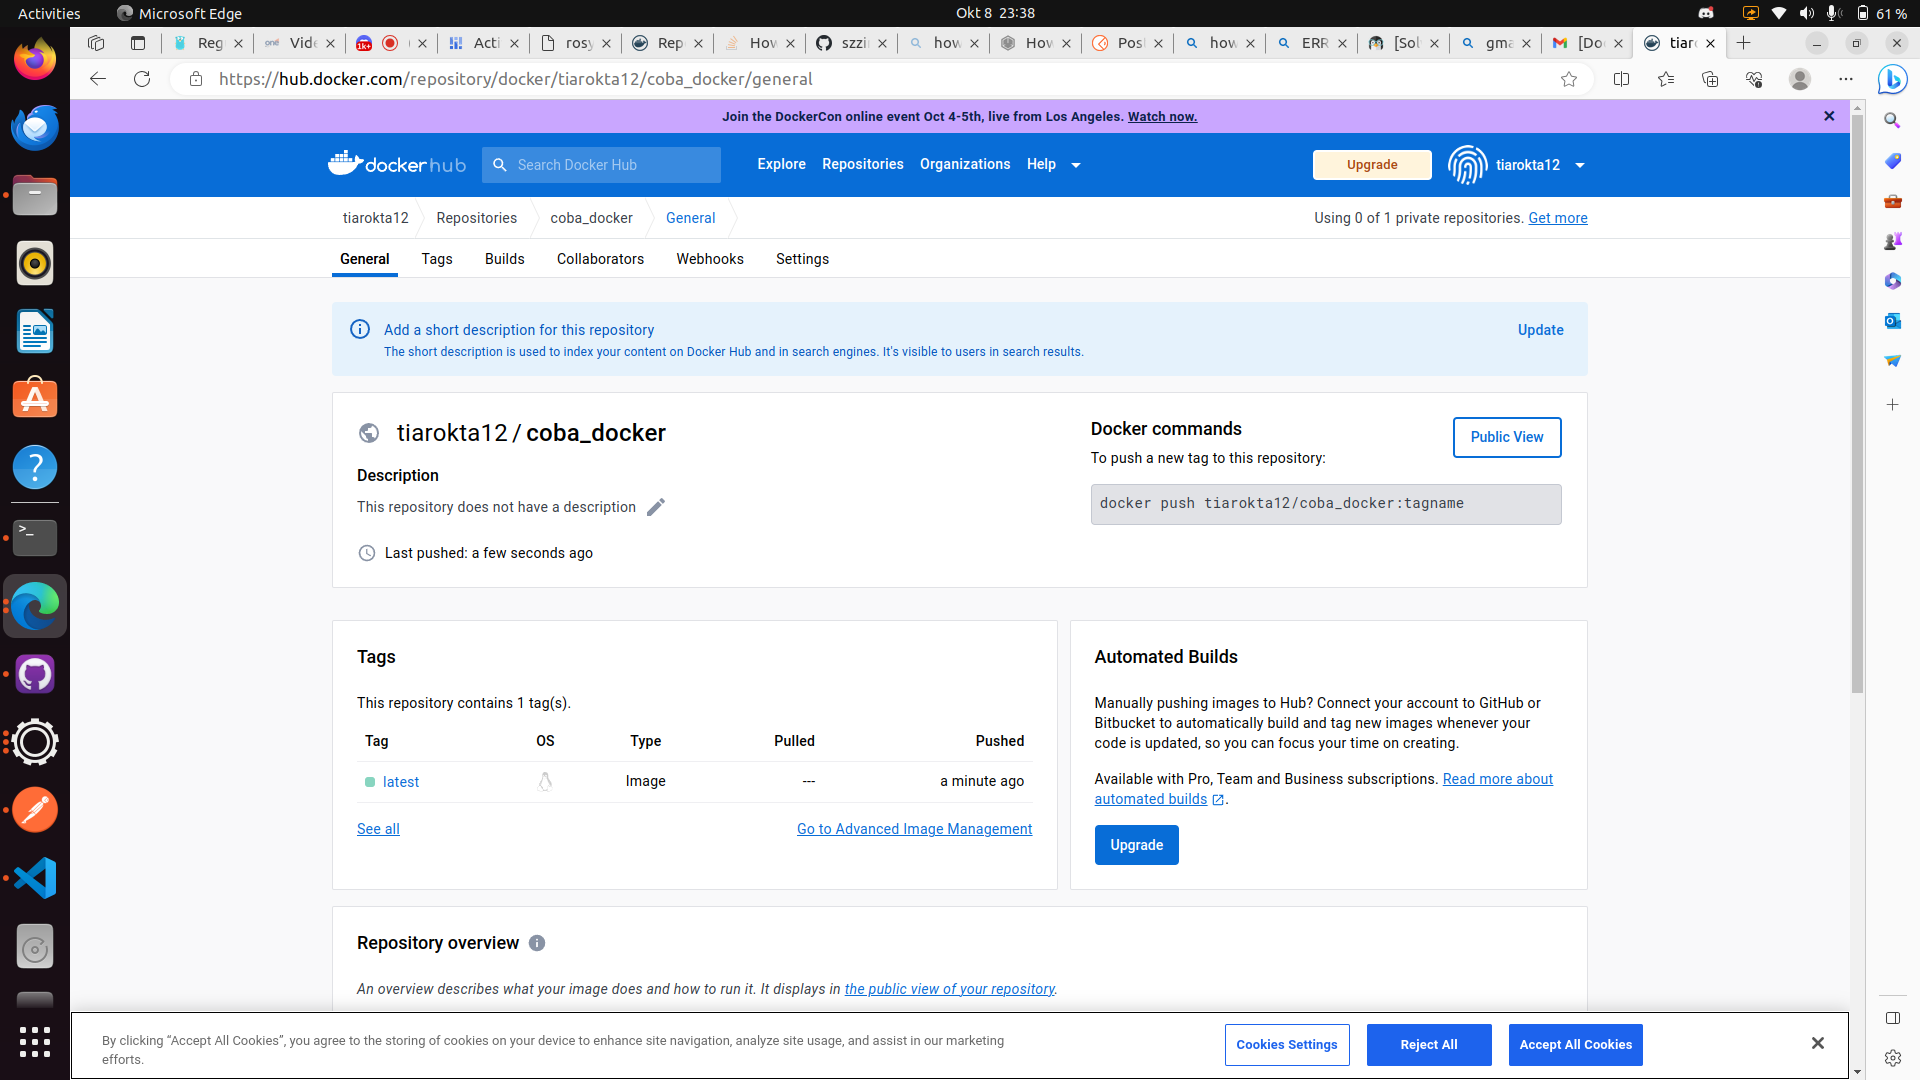 Activities
Microsoft Edge
Okt 8 23:38
61 %
Reg
Vide
1k+
Acti
rosy
Rep
How
szzi
how
How
Pos
how
ERR
[Sol
gma
[Do
tiar
https://hub.docker.com/repository/docker/tiarokta12/coba_docker/general
Join the DockerCon online event Oct 4-5th, live from Los Angeles. Watch now.
dockerhub
Search Docker Hub
Explore
Repositories
Organizations
Help
Upgrade
tiarokta12
tiarokta12
Repositories
coba_docker
General
Using 0 of 1 private repositories. Get more
General
Tags
Builds
Collaborators
Webhooks
Settings
Add a short description for this repository
Update
The short description is used to index your content on Docker Hub and in search engines. It's visible to users in search results.
tiarokta12 / coba_docker
Description
This repository does not have a description
Last pushed: a few seconds ago
Docker commands
Public View
To push a new tag to this repository:
docker push tiarokta12/coba_docker:tagname
Tags
This repository contains 1 tag(s).
Tag OS Type Pulled Pushed
latest Image --- a minute ago
See all
Go to Advanced Image Management
Automated Builds
Manually pushing images to Hub? Connect your account to GitHub or
Bitbucket to automatically build and tag new images whenever your
code is updated, so you can focus your time on creating.
Available with Pro, Team and Business subscriptions. Read more about
automated builds .
Upgrade
Repository overview
An overview describes what your image does and how to run it. It displays in the public view of your repository.
By clicking “Accept All Cookies”, you agree to the storing of cookies on your device to enhance site navigation, analyze site usage, and assist in our marketing
efforts.
Cookies Settings
Reject All
Accept All Cookies